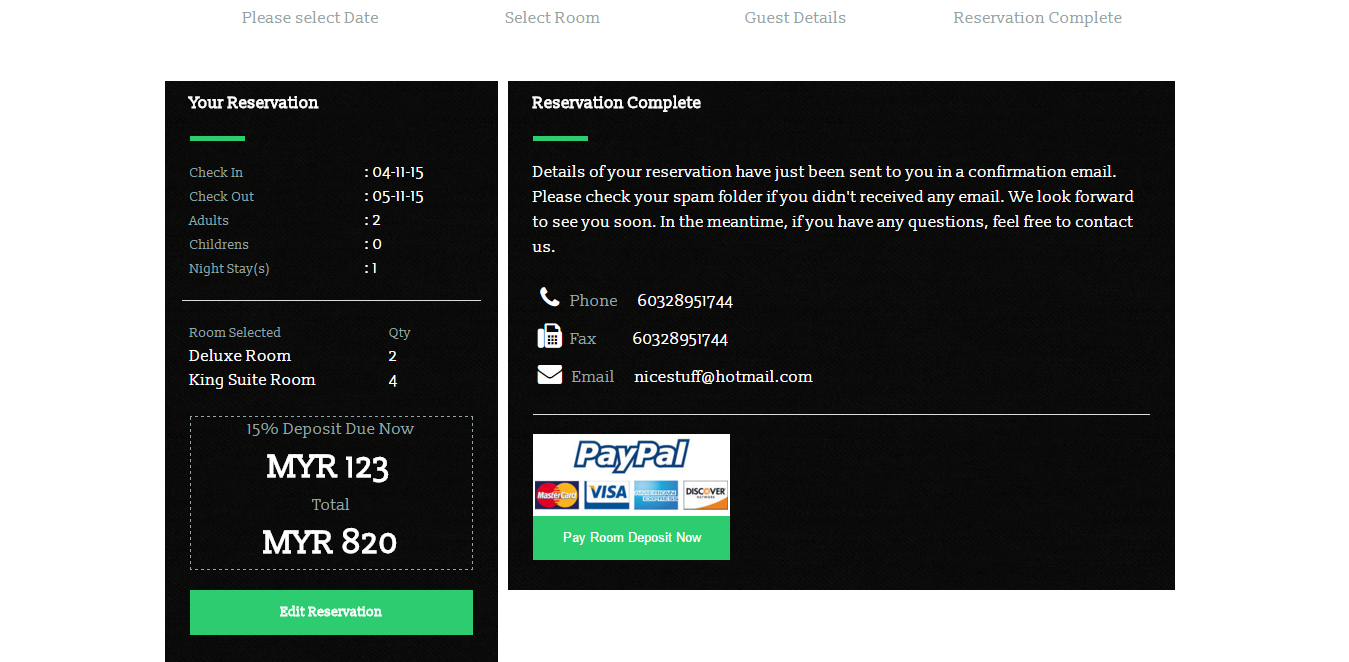 Please select Date Select Room Guest Details Reservation Complete
Your Reservation
Check In : 04-11-15
Check Out : 05-11-15
Adults : 2
Childrens : 0
Night Stay(s) : 1
Room Selected Qty
Deluxe Room 2
King Suite Room 4
15% Deposit Due Now
MYR 123
Total
MYR 820
Edit Reservation
Reservation Complete
Details of your reservation have just been sent to you in a confirmation email.
Please check your spam folder if you didn't received any email. We look forward
to see you soon. In the meantime, if you have any questions, feel free to contact
us.
Phone 60328951744
Fax 60328951744
Email nicestuff@hotmail.com
PayPal
MasterCard VISA AMERICAN EXPRESS DISCOVER NETWORK
Pay Room Deposit Now